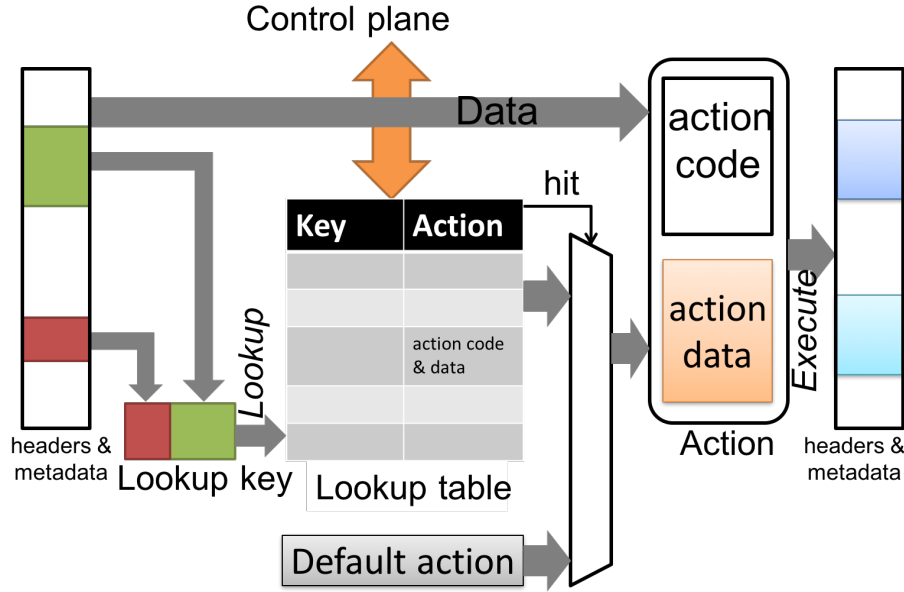 Control plane
Data
action
code
hit
Key Action
Lookup
action code
& data
action
data
Execute
headers &
metadata
Lookup key
Lookup table
Action
headers &
metadata
Default action